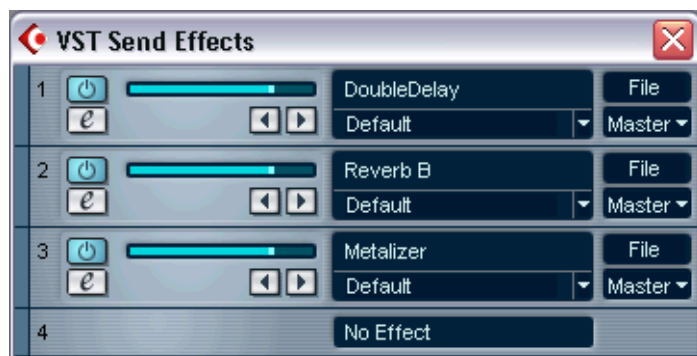 VST Send Effects
1 DoubleDelay File
e Default Master
2 Reverb B File
e Default Master
3 Metalizer File
e Default Master
4 No Effect